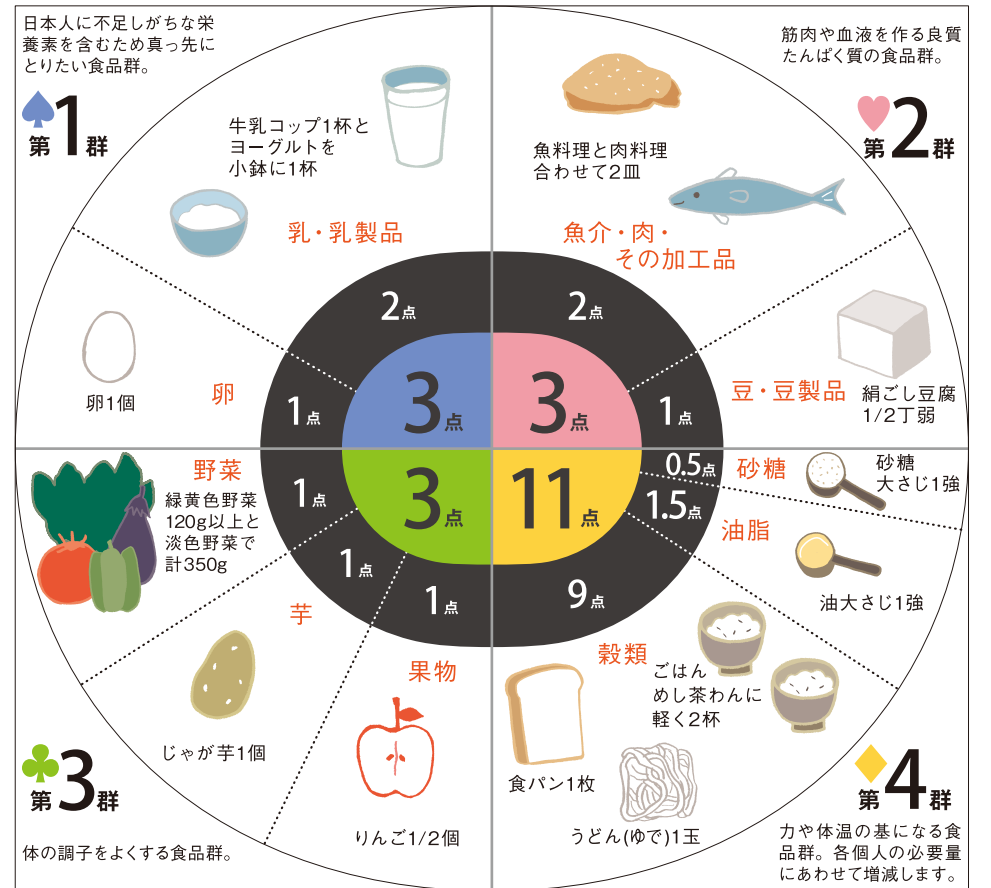 日本人に不足しがちな栄
養素を含むため真っ先に
とりたい食品群。
第1群
牛乳コップ1杯と
ヨーグルトを
小鉢に1杯
乳・乳製品
2点
卵1個
卵
1点
3点
筋肉や血液を作る良質
たんぱく質の食品群。
第2群
魚料理と肉料理
合わせて2皿
魚介・肉・
その加工品
2点
豆・豆製品
絹ごし豆腐
1/2丁弱
1点
3点
野菜
緑黄色野菜
120g以上と
淡色野菜で
計350g
1点
3点
芋
1点
じゃが芋1個
果物
1点
りんご1/2個
第3群
体の調子をよくする食品群。
11点
0.5点
砂糖
砂糖
大さじ1強
1.5点
油脂
油大さじ1強
9点
穀類
ごはん
めし茶わんに
軽く2杯
食パン1枚
うどん(ゆで)1玉
第4群
力や体温の基になる食
品群。各個人の必要量
にあわせて増減します。